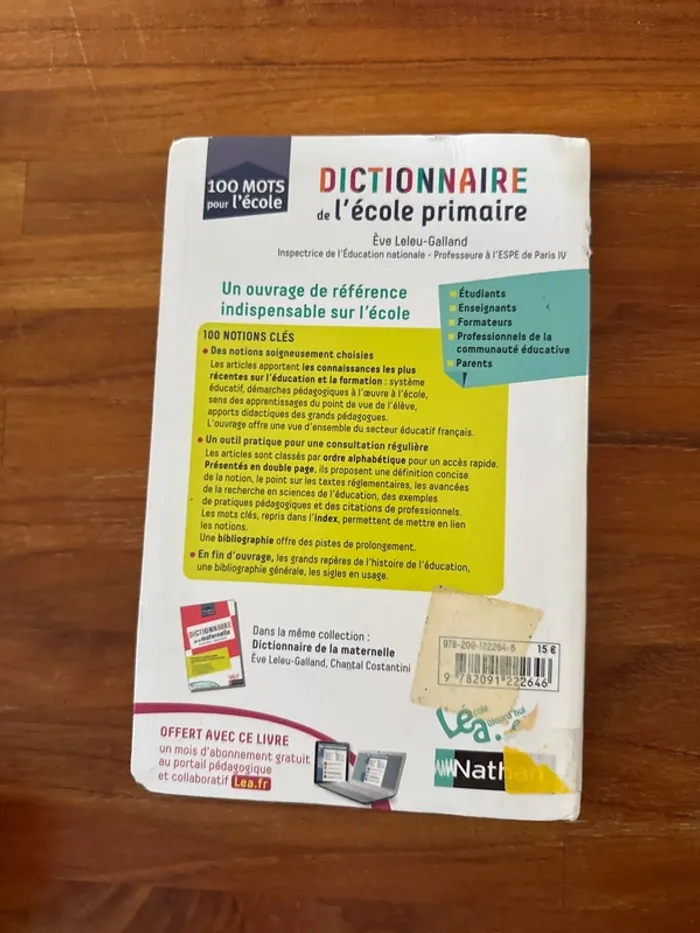 100 MOTS
pour l'école
DICTIONNAIRE
de l'école primaire
Ève Leleu-Galland
Inspectrice de l'Éducation nationale - Professeure à l'ESPE de Paris IV
Un ouvrage de référence
indispensable sur l'école
Étudiants
Enseignants
Formateurs
Professionnels de la
communauté éducative
Parents
100 NOTIONS CLÉS
• Des notions soigneusement choisies
Les articles apportent les connaissances les plus
récentes sur l'éducation et la formation : système
éducatif, démarches pédagogiques à l'œuvre à l'école,
sens des apprentissages du point de vue de l'élève,
apports didactiques des grands pédagogues.
L'ouvrage offre une vue d'ensemble du secteur éducatif français.
• Un outil pratique pour une consultation régulière
Les articles sont classés par ordre alphabétique pour un accès rapide.
Présentés en double page, ils proposent une définition concise
de la notion, le point sur les textes réglementaires, les avancées
de la recherche en sciences de l'éducation, des exemples
de pratiques pédagogiques et des citations de professionnels.
Les mots clés, repris dans l'index, permettent de mettre en lien
les notions.
Une bibliographie offre des pistes de prolongement.
• En fin d'ouvrage, les grands repères de l'histoire de l'éducation,
une bibliographie générale, les sigles en usage.
DICTIONNAIRE
de la maternelle
Dans la même collection :
Dictionnaire de la maternelle
Ève Leleu-Galland, Chantal Costantini
978-209-122264-6 15 €
9 782091 222646
Léa.
OFFERT AVEC CE LIVRE
un mois d'abonnement gratuit
au portail pédagogique
et collaboratif Lea.fr
Nathan